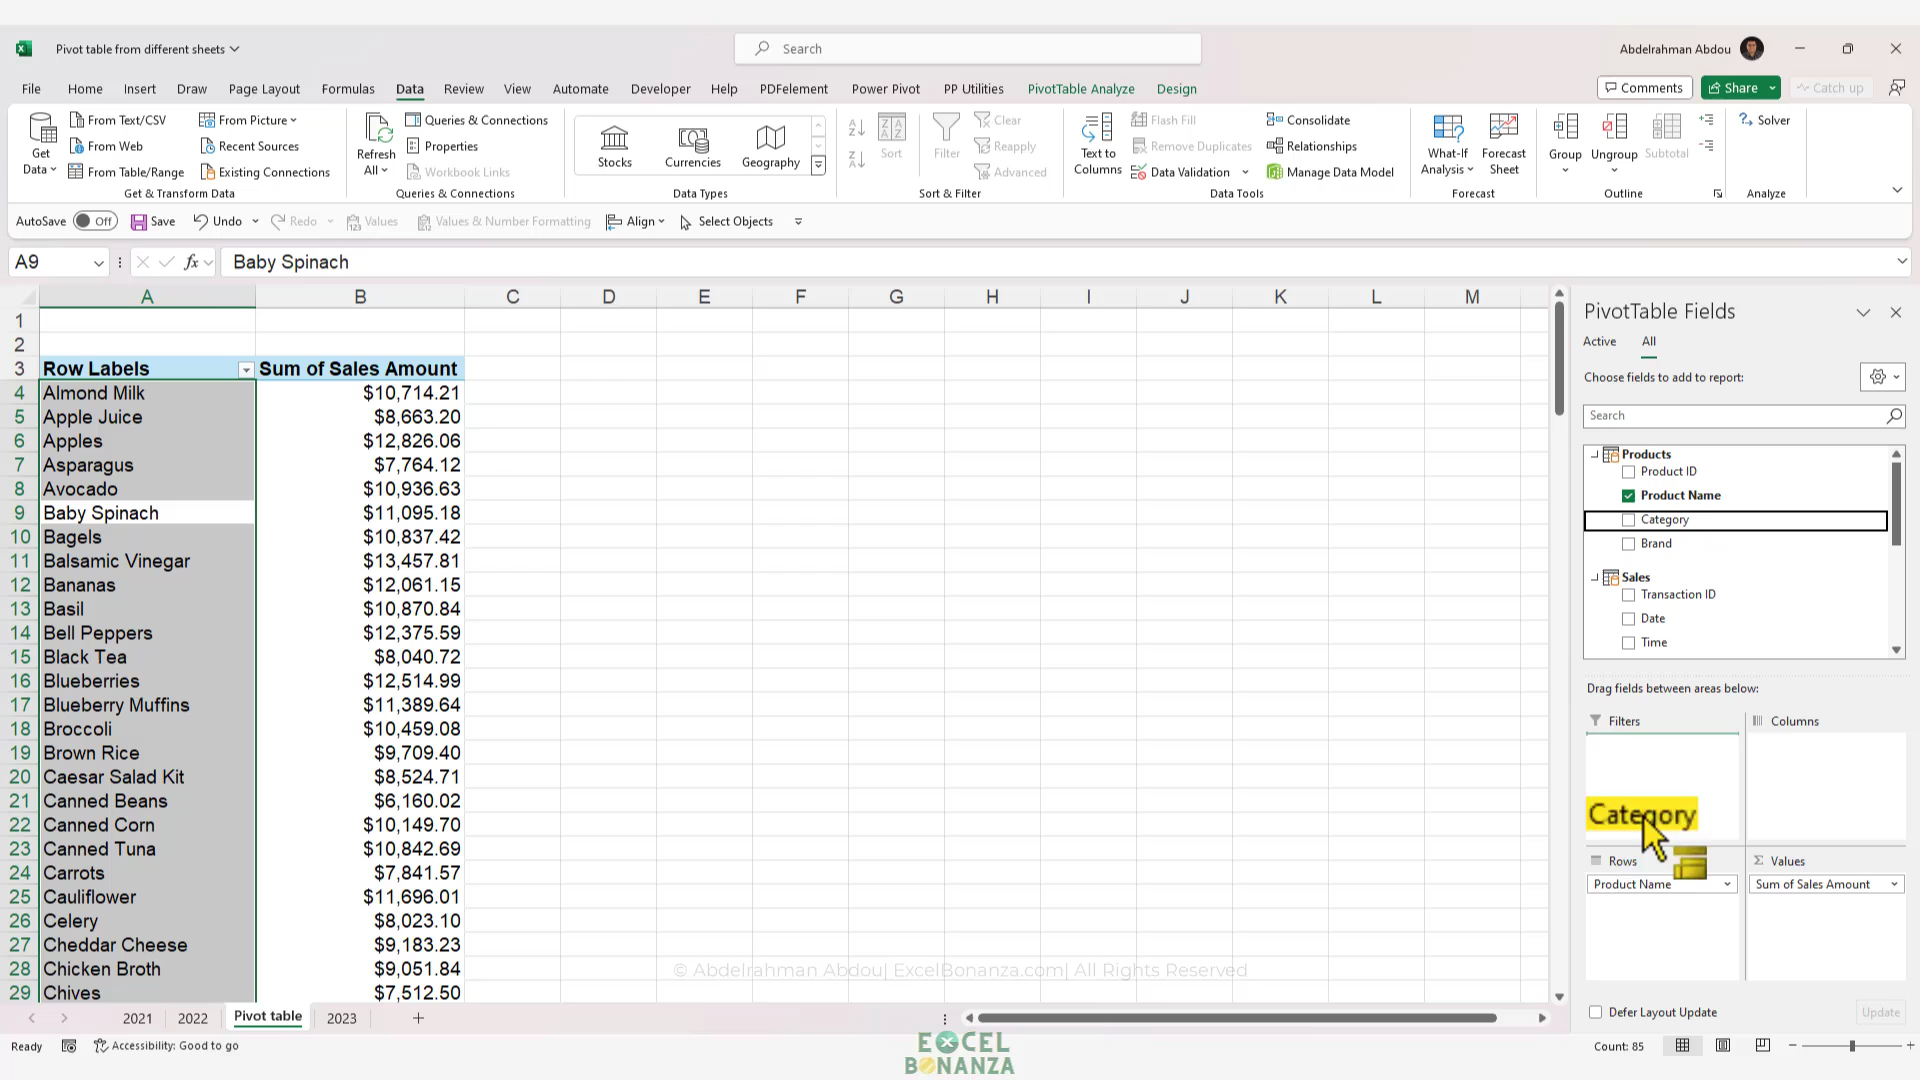 Pivot table from different sheets
Search
Abdelrahman Abdou
File Home Insert Draw Page Layout Formulas Data Review View Automate Developer Help PDFelement Power Pivot PP Utilities PivotTable Analyze Design
Comments Share Catch up
Get Data
From Text/CSV
From Web
From Table/Range
From Picture
Recent Sources
Existing Connections
Get & Transform Data
Refresh All
Queries & Connections
Properties
Workbook Links
Queries & Connections
Stocks Currencies Geography
Data Types
Sort
Filter
Clear
Reapply
Advanced
Sort & Filter
Text to Columns
Flash Fill
Remove Duplicates
Data Validation
Consolidate
Relationships
Manage Data Model
Data Tools
What-If Analysis
Forecast Sheet
Forecast
Group Ungroup Subtotal
Outline
Solver
Analyze
AutoSave Off Save Undo Redo Values Values & Number Formatting Align Select Objects
A9 fx Baby Spinach
A B C D E F G H I J K L M
1
2
3 Row Labels Sum of Sales Amount
4 Almond Milk $10,714.21
5 Apple Juice $8,663.20
6 Apples $12,826.06
7 Asparagus $7,764.12
8 Avocado $10,936.63
9 Baby Spinach $11,095.18
10 Bagels $10,837.42
11 Balsamic Vinegar $13,457.81
12 Bananas $12,061.15
13 Basil $10,870.84
14 Bell Peppers $12,375.59
15 Black Tea $8,040.72
16 Blueberries $12,514.99
17 Blueberry Muffins $11,389.64
18 Broccoli $10,459.08
19 Brown Rice $9,709.40
20 Caesar Salad Kit $8,524.71
21 Canned Beans $6,160.02
22 Canned Corn $10,149.70
23 Canned Tuna $10,842.69
24 Carrots $7,841.57
25 Cauliflower $11,696.01
26 Celery $8,023.10
27 Cheddar Cheese $9,183.23
28 Chicken Broth $9,051.84
29 Chives $7,512.50
© Abdelrahman Abdou| ExcelBonanza.com| All Rights Reserved
PivotTable Fields
Active All
Choose fields to add to report:
Search
Products
Product ID
Product Name
Category
Brand
Sales
Transaction ID
Date
Time
Drag fields between areas below:
Filters
Columns
Category
Rows
Σ Values
Product Name
Sum of Sales Amount
Defer Layout Update Update
2021 2022 Pivot table 2023
Ready Accessibility: Good to go
EXCEL
BONANZA
Count: 85